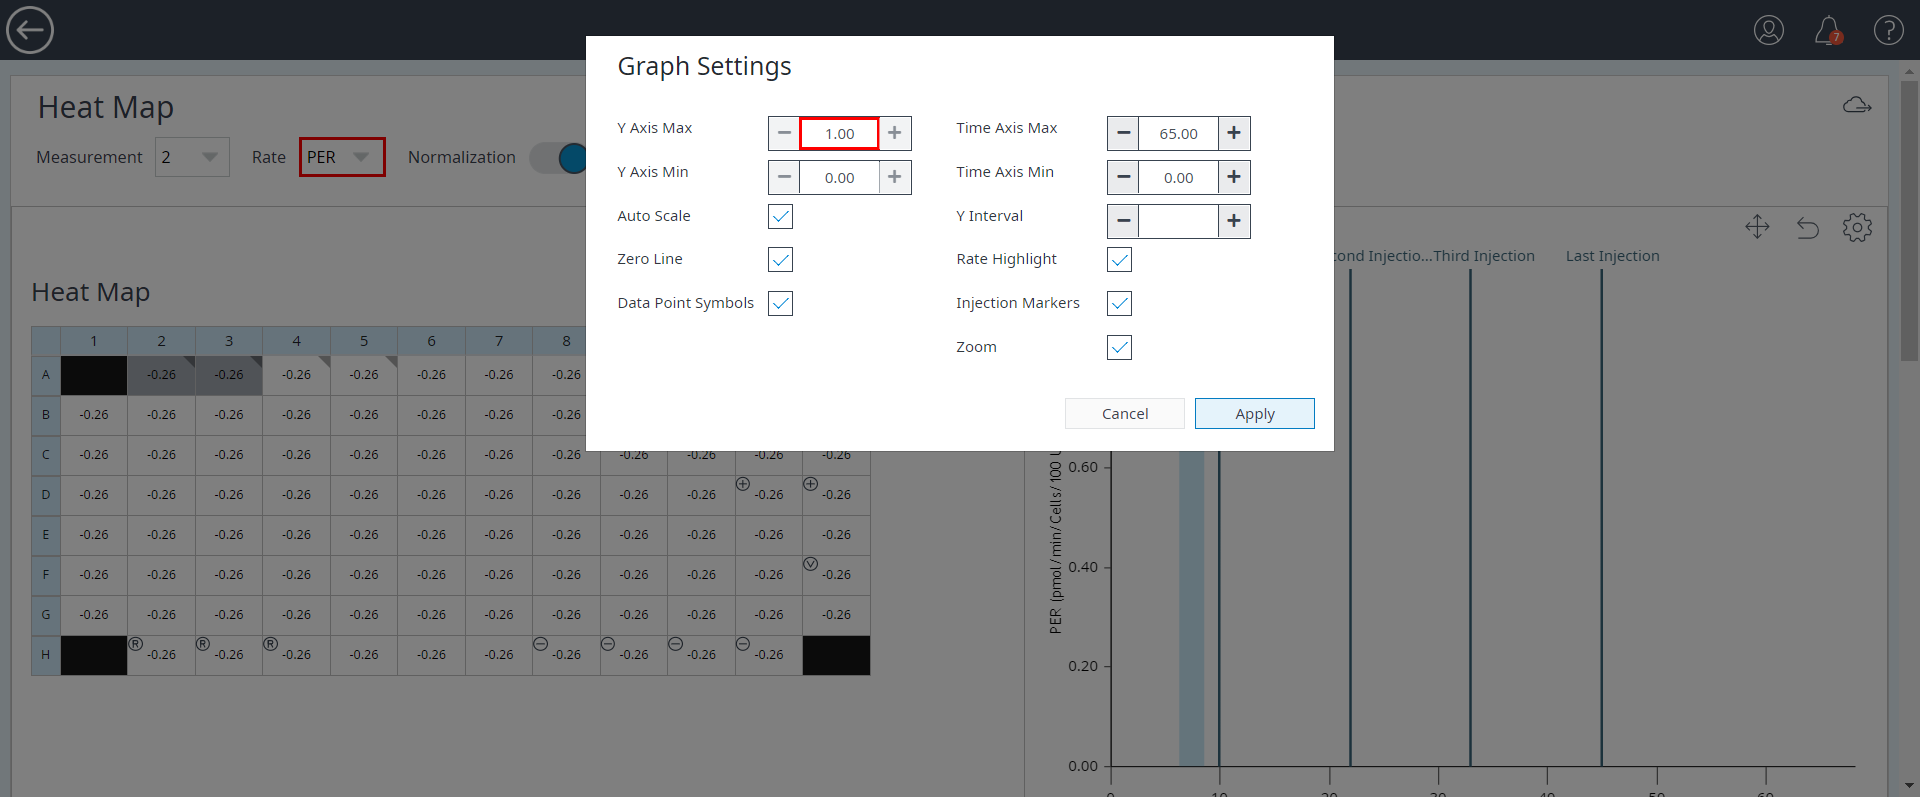 7
Heat Map
Measurement 2 Rate PER Normalization
Graph Settings
Y Axis Max 1.00 Time Axis Max 65.00
Y Axis Min 0.00 Time Axis Min 0.00
Auto Scale Y Interval
Zero Line Rate Highlight
Data Point Symbols Injection Markers
Zoom
Cancel Apply
Heat Map
1 2 3 4 5 6 7 8
A -0.26 -0.26 -0.26 -0.26 -0.26 -0.26 -0.26
B -0.26 -0.26 -0.26 -0.26 -0.26 -0.26 -0.26 -0.26
C -0.26 -0.26 -0.26 -0.26 -0.26 -0.26 -0.26 -0.26 -0.26 -0.26 -0.26 -0.26
D -0.26 -0.26 -0.26 -0.26 -0.26 -0.26 -0.26 -0.26 -0.26 -0.26 -0.26 -0.26
E -0.26 -0.26 -0.26 -0.26 -0.26 -0.26 -0.26 -0.26 -0.26 -0.26 -0.26 -0.26
F -0.26 -0.26 -0.26 -0.26 -0.26 -0.26 -0.26 -0.26 -0.26 -0.26 -0.26 V -0.26
G -0.26 -0.26 -0.26 -0.26 -0.26 -0.26 -0.26 -0.26 -0.26 -0.26 -0.26 -0.26
H R -0.26 R -0.26 R -0.26 -0.26 -0.26 -0.26 -0.26 -0.26 -0.26 -0.26
ond Injectio... Third Injection Last Injection
PER (pmol/min/Cells/100
0.60
0.40
0.20
0.00
0 10 20 30 40 50 60